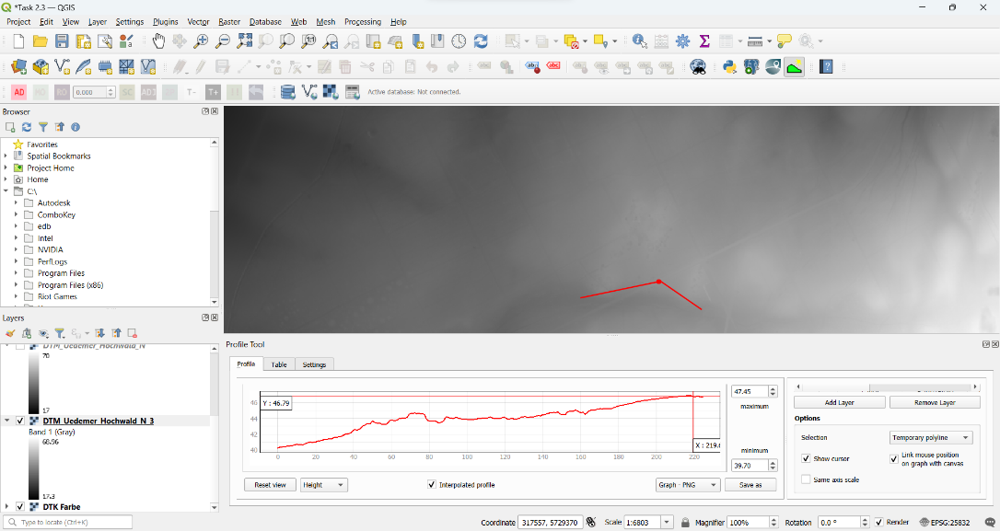 *Task 2.3 — QGIS
Project Edit View Layer Settings Plugins Vector Raster Database Web Mesh Processing Help
AD RD 0.000 SC ADJ T- T+ Active database: Not connected.
Browser
Favorites
Spatial Bookmarks
Project Home
Home
C:\
Autodesk
ComboKey
edb
Intel
NVIDIA
PerfLogs
Program Files
Program Files (x86)
Riot Games
Layers
DTM_Uedemer_Hochwald_N
70
17
DTM_Uedemer_Hochwald_N_3
Band 1 (Gray)
68.96
17.3
DTK Farbe
Profile Tool
Profile Table Settings
Y : 46.79
X : 219.
46
44
42
40
0 20 40 60 80 100 120 140 160 180 200 220
47.45
maximum
minimum
39.70
Reset view Height Interpolated profile Graph - PNG Save as
Add Layer Remove Layer
Options
Selection Temporary polyline
Show cursor Link mouse position on graph with canvas
Same axis scale
Type to locate (Ctrl+K) Coordinate 317557, 5729370 Scale 1:6803 Magnifier 100% Rotation 0.0 ° Render EPSG:25832